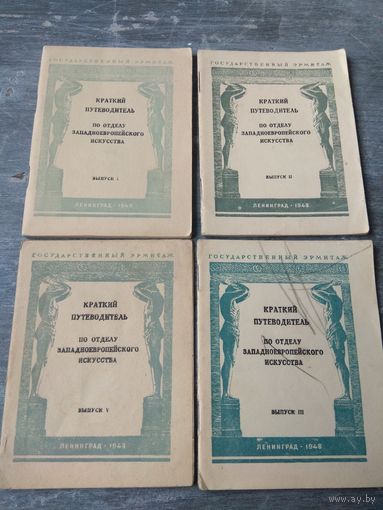 ГОСУДАРСТВЕННЫЙ ЭРМИТАЖ
КРАТКИЙ
ПУТЕВОДИТЕЛЬ
ПО ОТДЕЛУ
ЗАПАДНОЕВРОПЕЙСКОГО
ИСКУССТВА
ВЫПУСК I
ЛЕНИНГРАД - 1948
ГОСУДАРСТВЕННЫЙ ЭРМИТАЖ
КРАТКИЙ
ПУТЕВОДИТЕЛЬ
ПО ОТДЕЛУ
ЗАПАДНОЕВРОПЕЙСКОГО
ИСКУССТВА
ВЫПУСК II
ЛЕНИНГРАД - 1948
ГОСУДАРСТВЕННЫЙ ЭРМИТАЖ
КРАТКИЙ
ПУТЕВОДИТЕЛЬ
ПО ОТДЕЛУ
ЗАПАДНОЕВРОПЕЙСКОГО
ИСКУССТВА
ВЫПУСК V
ЛЕНИНГРАД - 1948
ГОСУДАРСТВЕННЫЙ ЭРМИТАЖ
КРАТКИЙ
ПУТЕВОДИТЕЛЬ
ПО ОТДЕЛУ
ЗАПАДНОЕВРОПЕЙСКОГО
ИСКУССТВА
ВЫПУСК III
ЛЕНИНГРАД - 1948
ay.by